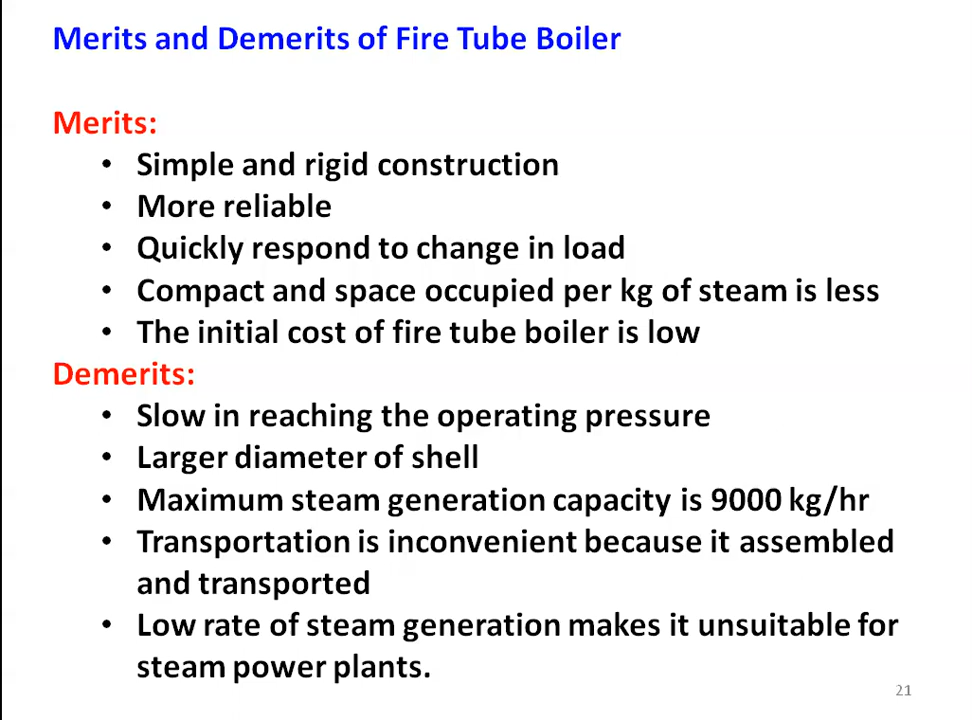 Merits and Demerits of Fire Tube Boiler
Merits:
• Simple and rigid construction
• More reliable
• Quickly respond to change in load
• Compact and space occupied per kg of steam is less
• The initial cost of fire tube boiler is low
Demerits:
• Slow in reaching the operating pressure
• Larger diameter of shell
• Maximum steam generation capacity is 9000 kg/hr
• Transportation is inconvenient because it assembled
and transported
• Low rate of steam generation makes it unsuitable for
steam power plants.
21